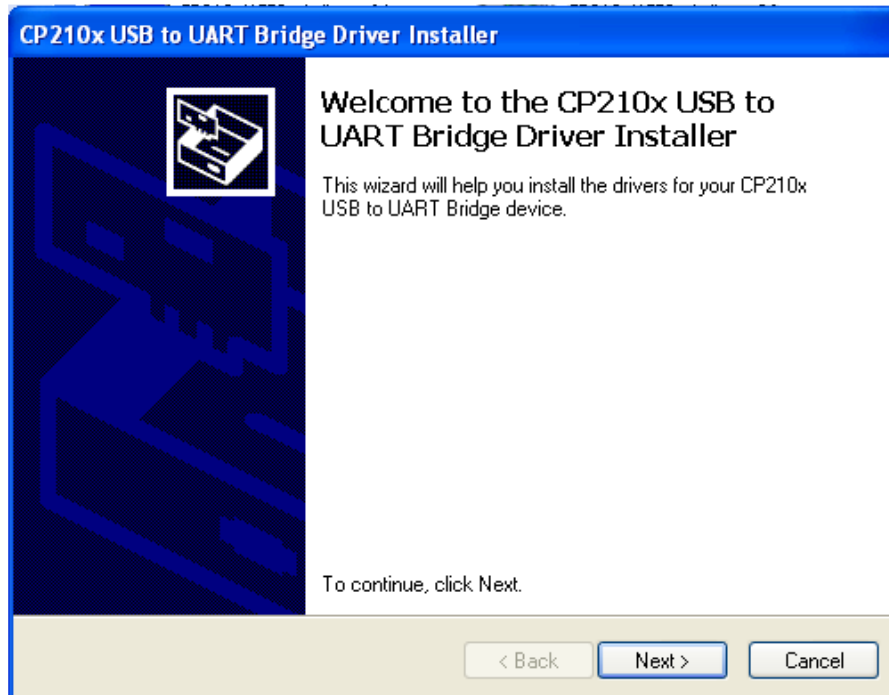 CP210x USB to UART Bridge Driver Installer
Welcome to the CP210x USB to
UART Bridge Driver Installer
This wizard will help you install the drivers for your CP210x
USB to UART Bridge device.
To continue, click Next.
< Back
Next >
Cancel